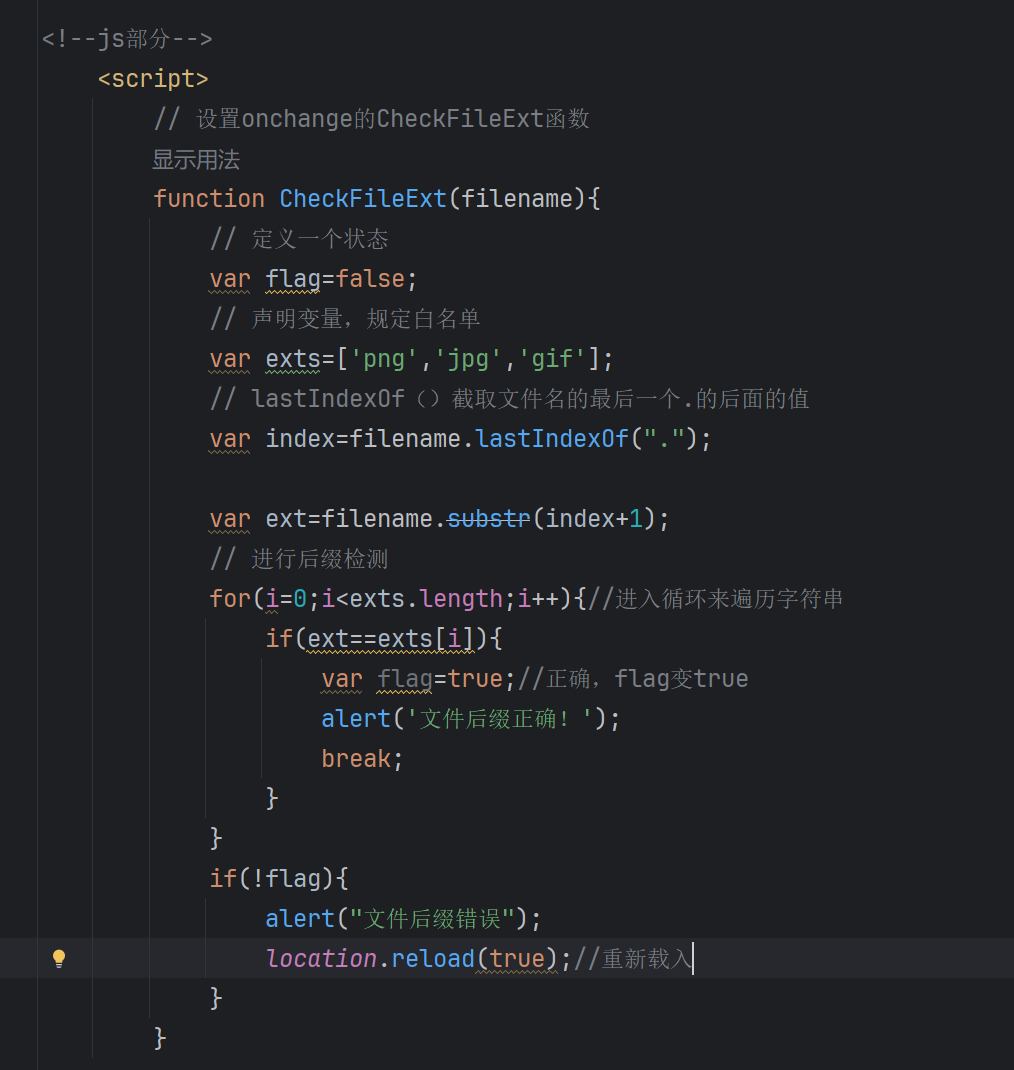 <!--js部分-->
<script>
// 设置onchange的CheckFileExt函数
显示用法
function CheckFileExt(filename){
// 定义一个状态
var flag=false;
// 声明变量，规定白名单
var exts=['png','jpg','gif'];
// lastIndexOf（）截取文件名的最后一个.的后面的值
var index=filename.lastIndexOf(".");
var ext=filename.substr(index+1);
// 进行后缀检测
for(i=0;i<exts.length;i++){//进入循环来遍历字符串
if(ext==exts[i]){
var flag=true;//正确，flag变true
alert('文件后缀正确！');
break;
}
}
if(!flag){
alert("文件后缀错误");
location.reload(true);//重新载入
}
}